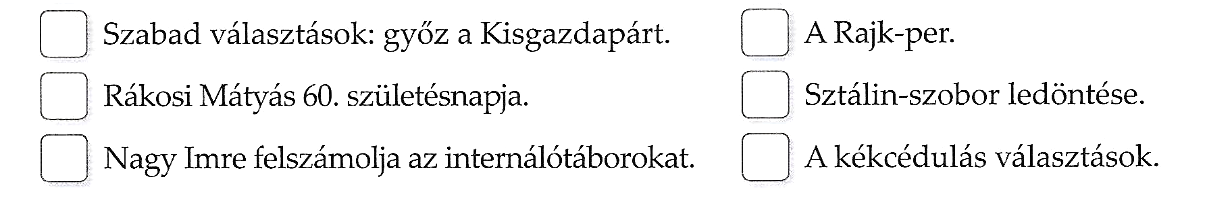 Szabad választások: győz a Kisgazdapárt.
Rákosi Mátyás 60. születésnapja.
Nagy Imre felszámolja az internálótáborokat.
A Rajk-per.
Sztálin-szobor ledöntése.
A kékcédulás választások.